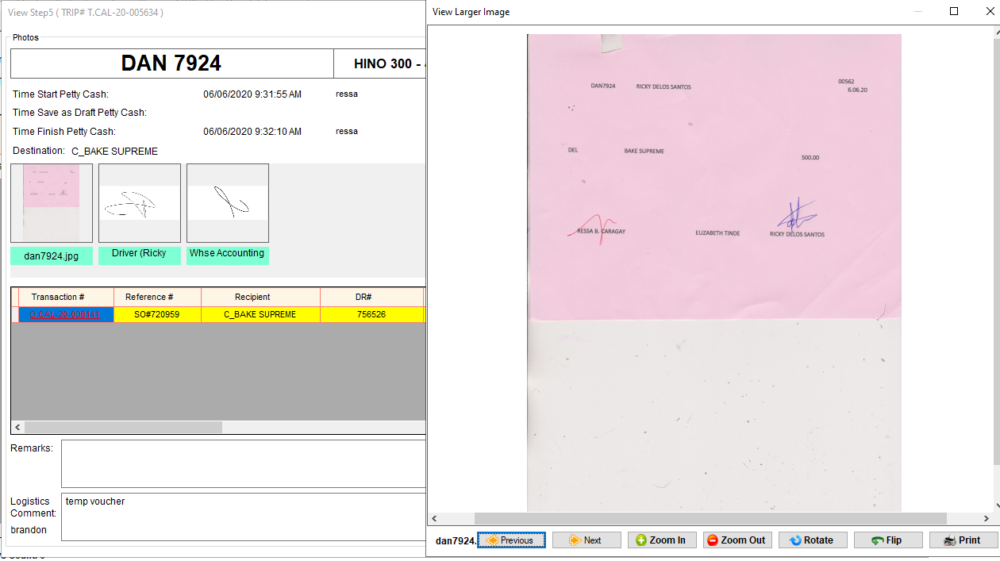 View Step5 ( TRIP# T.CAL-20-005634 )
Photos
DAN 7924
HINO 300 -
Time Start Petty Cash: 06/06/2020 9:31:55 AM ressa
Time Save as Draft Petty Cash:
Time Finish Petty Cash: 06/06/2020 9:32:10 AM ressa
Destination: C_BAKE SUPREME
dan7924.jpg
Driver (Ricky
Whse Accounting
Transaction # Reference # Recipient DR#
SO#720959 C_BAKE SUPREME 756526
Remarks:
Logistics Comment: temp voucher
brandon
View Larger Image
DAN7924 RICKY DELOS SANTOS 00562
6.06.20
DEL BAKE SUPREME
500.00
RESSA B. CARAGAY ELIZABETH TINDE RICKY DELOS SANTOS
dan7924. Previous Next Zoom In Zoom Out Rotate Flip Print